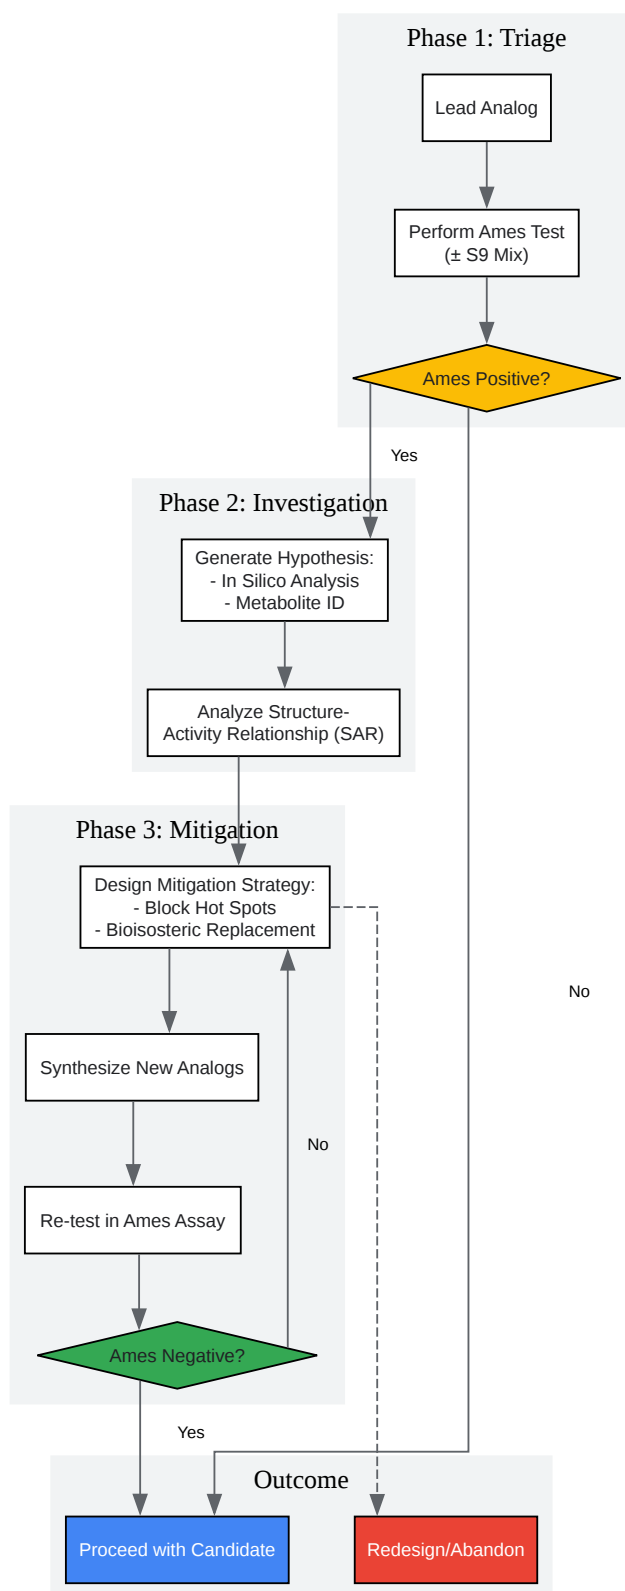 Phase 1: Triage
Lead Analog
Perform Ames Test
(± S9 Mix)
Ames Positive?
Yes
Phase 2: Investigation
Generate Hypothesis:
- In Silico Analysis
- Metabolite ID
Analyze Structure-
Activity Relationship (SAR)
Phase 3: Mitigation
Design Mitigation Strategy:
- Block Hot Spots
- Bioisosteric Replacement
No
Synthesize New Analogs
No
Re-test in Ames Assay
Ames Negative?
Yes
Outcome
Proceed with Candidate
Redesign/Abandon